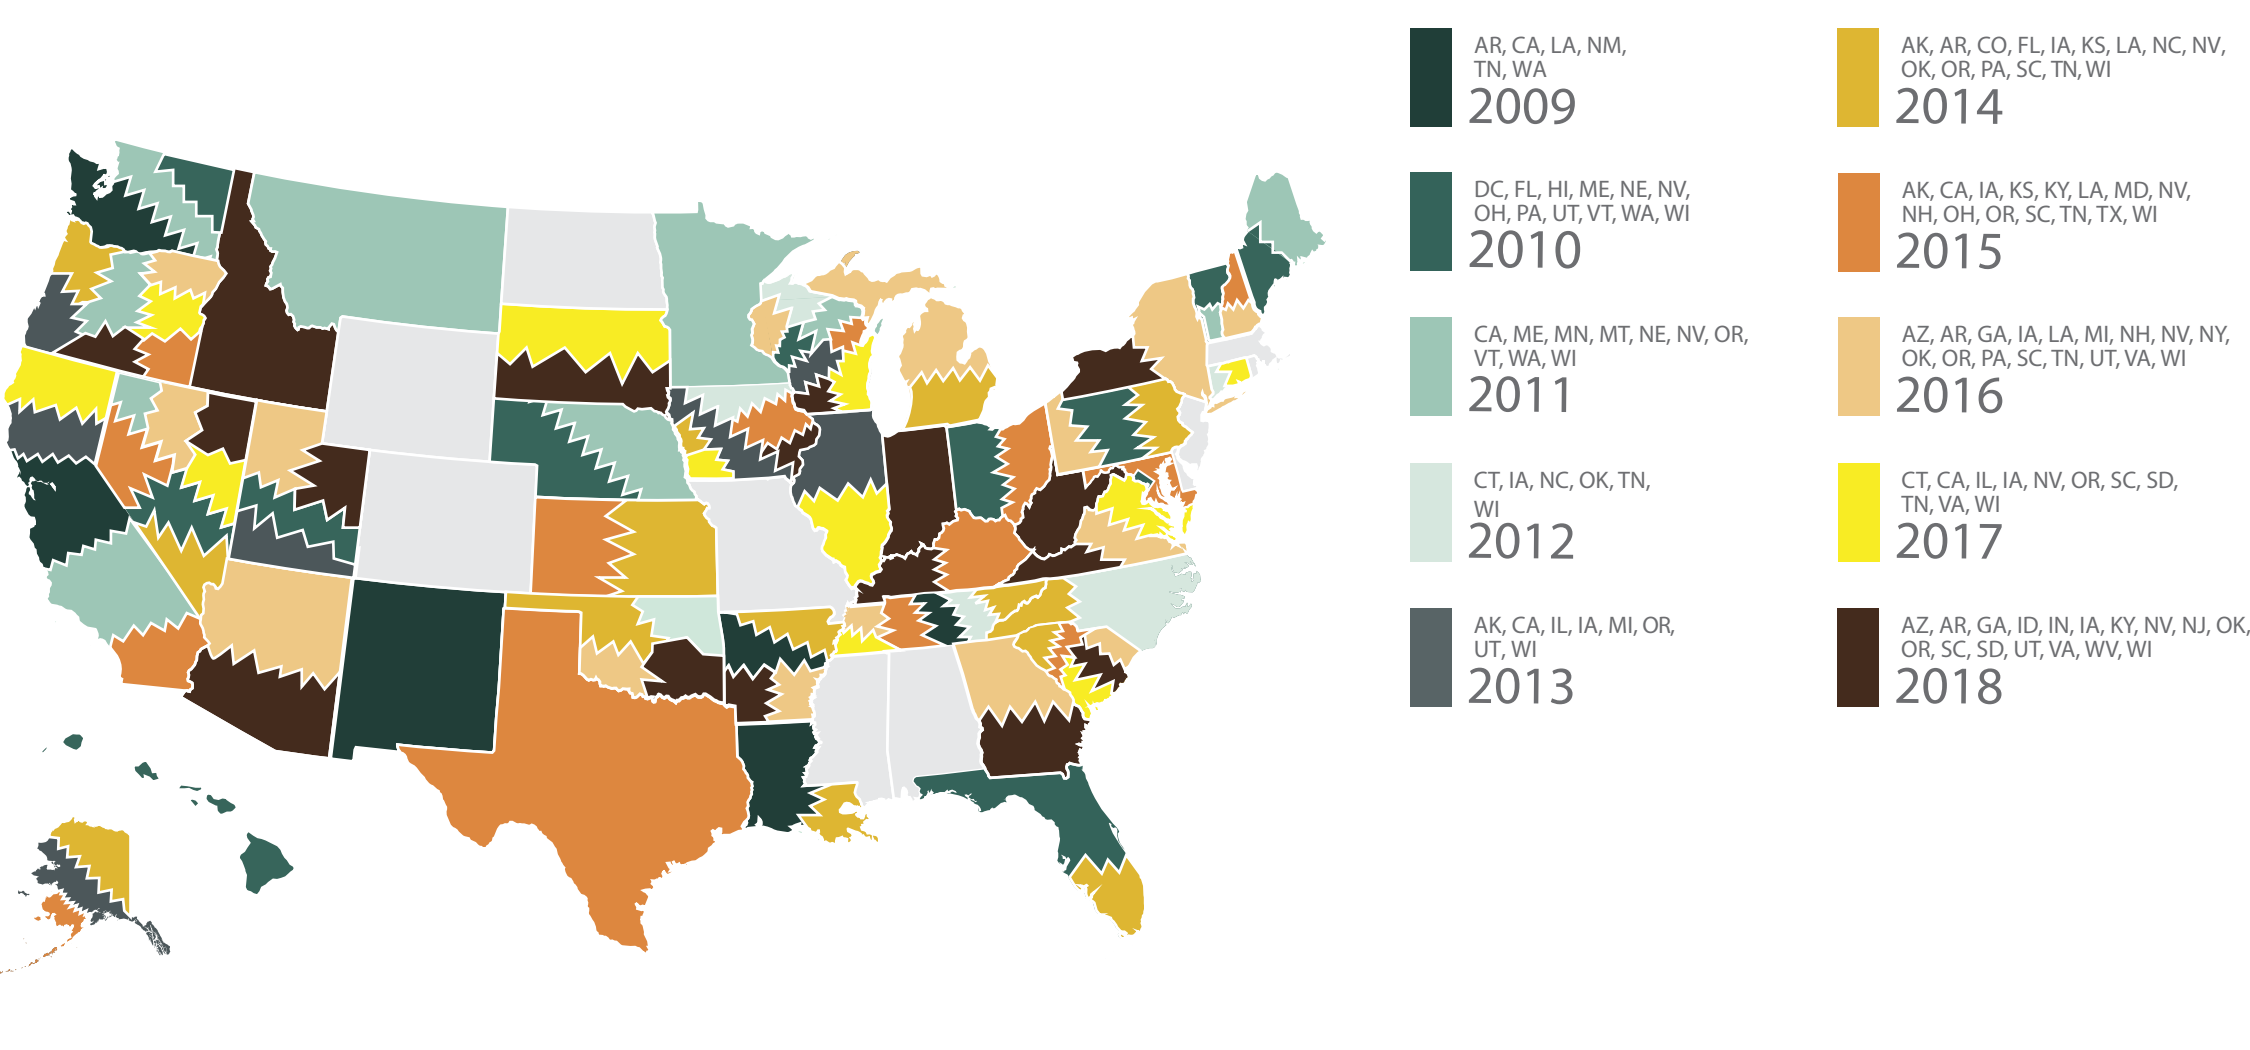 AR, CA, LA, NM,
TN, WA
2009
DC, FL, HI, ME, NE, NV,
OH, PA, UT, VT, WA, WI
2010
CA, ME, MN, MT, NE, NV, OR,
VT, WA, WI
2011
CT, IA, NC, OK, TN,
WI
2012
AK, CA, IL, IA, MI, OR,
UT, WI
2013
AK, AR, CO, FL, IA, KS, LA, NC, NV,
OK, OR, PA, SC, TN, WI
2014
AK, CA, IA, KS, KY, LA, MD, NV,
NH, OH, OR, SC, TN, TX, WI
2015
AZ, AR, GA, IA, LA, MI, NH, NV, NY,
OK, OR, PA, SC, TN, UT, VA, WI
2016
CT, CA, IL, IA, NV, OR, SC, SD,
TN, VA, WI
2017
AZ, AR, GA, ID, IN, IA, KY, NV, NJ, OK,
OR, SC, SD, UT, VA, WV, WI
2018